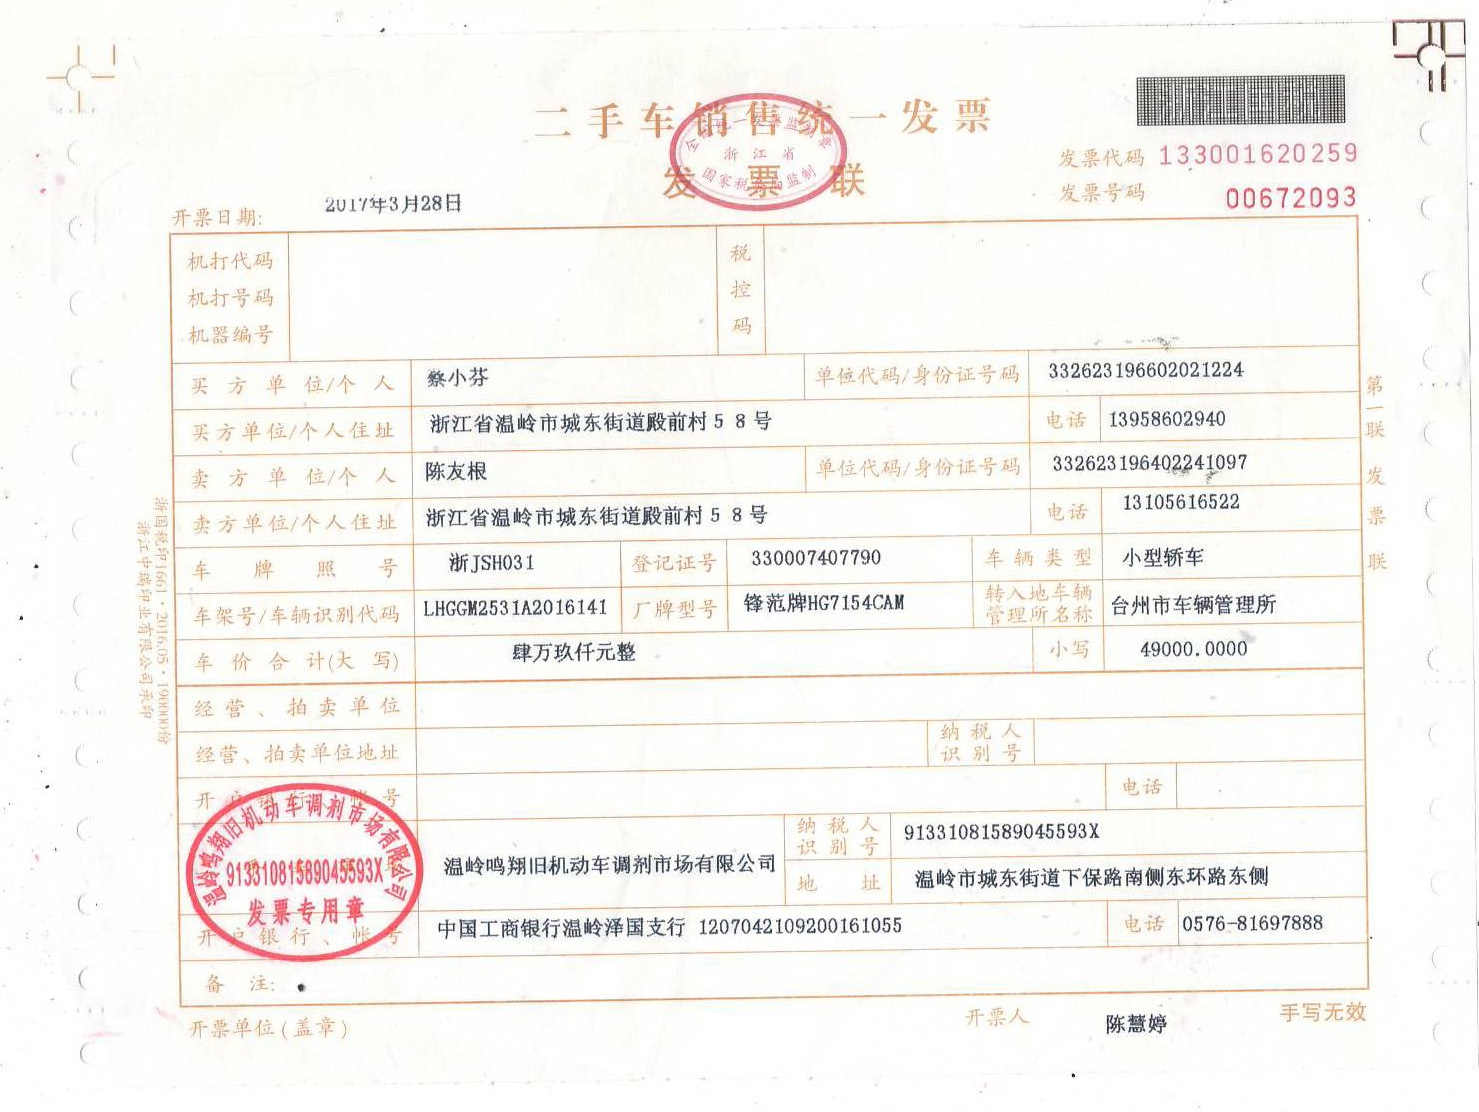 二手车销售统一发票
发票联
浙江省
国家税务局监制
发票代码 133001620259
发票号码 00672093
开票日期: 2017年3月28日
机打代码
机打号码
机器编号
税控码
买方单位/个人 蔡小芬 单位代码/身份证号码 332623196602021224
买方单位/个人住址 浙江省温岭市城东街道殿前村58号 电话 13958602940
卖方单位/个人 陈友根 单位代码/身份证号码 332623196402241097
卖方单位/个人住址 浙江省温岭市城东街道殿前村58号 电话 13105616522
车牌照号 浙JSH031 登记证号 330007407790 车辆类型 小型轿车
车架号/车辆识别代码 LHGGM2531A2016141 厂牌型号 锋范牌HG7154CAM 转入地车辆管理所名称 台州市车辆管理所
车价合计(大写) 肆万玖仟元整 小写 49000.0000
经营、拍卖单位
经营、拍卖单位地址 纳税人识别号
开户银行、帐号 电话
温岭鸣翔旧机动车调剂市场有限公司 纳税人识别号 91331081589045593X
地址 温岭市城东街道下保路南侧东环路东侧
开户银行、帐号 中国工商银行温岭泽国支行 1207042109200161055 电话 0576-81697888
备注:
开票单位(盖章) 开票人 陈慧婷 手写无效
温岭鸣翔旧机动车调剂市场有限公司
91331081589045593X
发票专用章
第一联 发票联
浙国税印1661·2016.05·190000份
浙江中瑞印业有限公司承印